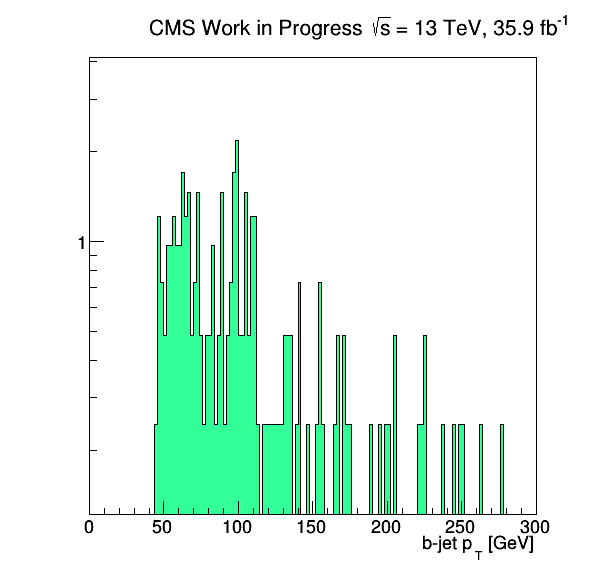 CMS Work in Progress √s = 13 TeV, 35.9 fb⁻¹
1
0 50 100 150 200 250 300
b-jet p_T [GeV]